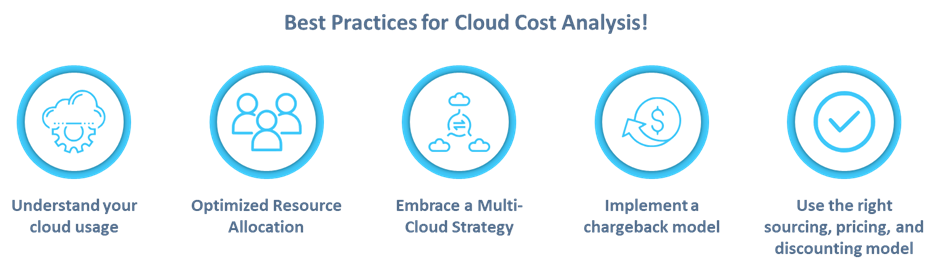 Best Practices for Cloud Cost Analysis!
$
Understand your
cloud usage
Optimized Resource
Allocation
Embrace a Multi-
Cloud Strategy
Implement a
chargeback model
Use the right
sourcing, pricing, and
discounting model